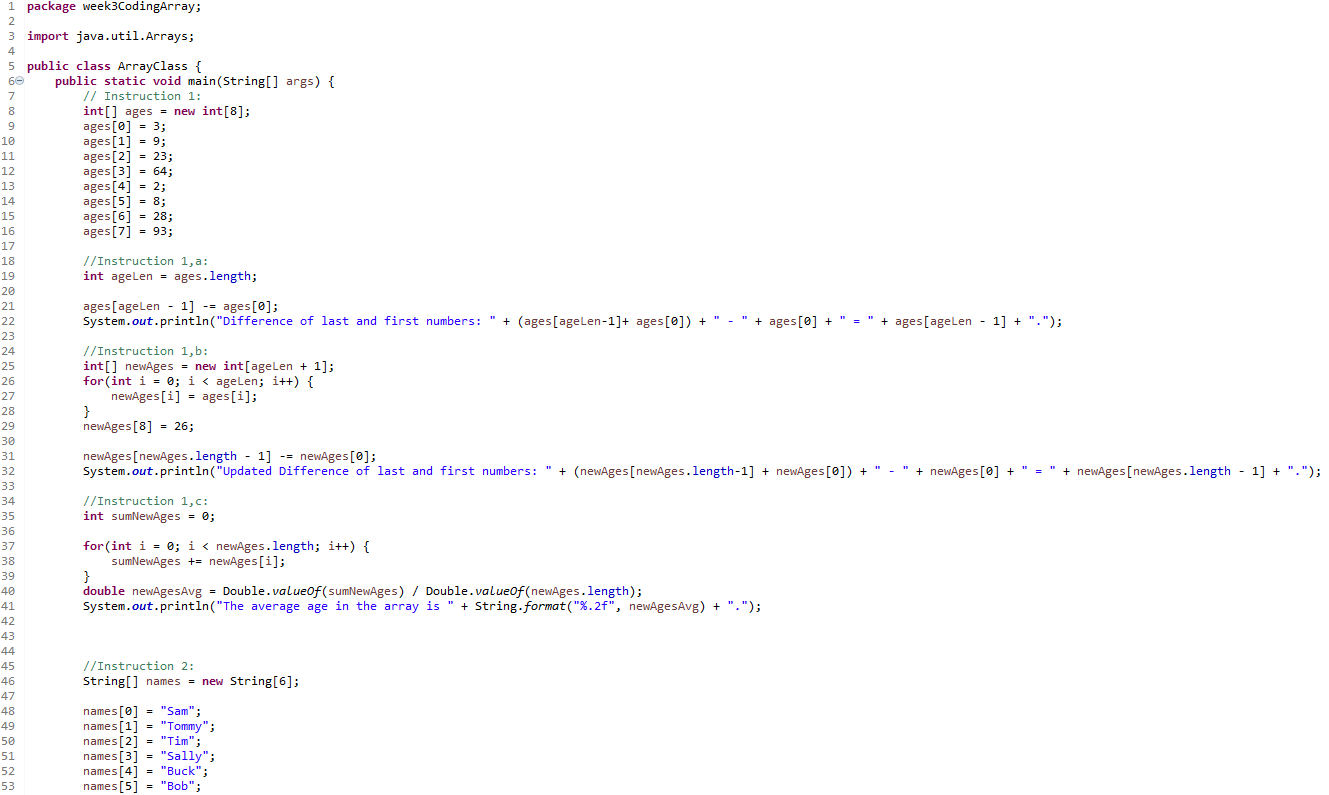 1 package week3CodingArray;
2
3 import java.util.Arrays;
4
5 public class ArrayClass {
6     public static void main(String[] args) {
7         // Instruction 1:
8         int[] ages = new int[8];
9         ages[0] = 3;
10         ages[1] = 9;
11         ages[2] = 23;
12         ages[3] = 64;
13         ages[4] = 2;
14         ages[5] = 8;
15         ages[6] = 28;
16         ages[7] = 93;
17
18         //Instruction 1,a:
19         int ageLen = ages.length;
20
21         ages[ageLen - 1] -= ages[0];
22         System.out.println("Difference of last and first numbers: " + (ages[ageLen-1]+ ages[0]) + " - " + ages[0] + " = " + ages[ageLen - 1] + ".");
23
24         //Instruction 1,b:
25         int[] newAges = new int[ageLen + 1];
26         for(int i = 0; i < ageLen; i++) {
27             newAges[i] = ages[i];
28         }
29         newAges[8] = 26;
30
31         newAges[newAges.length - 1] -= newAges[0];
32         System.out.println("Updated Difference of last and first numbers: " + (newAges[newAges.length-1] + newAges[0]) + " - " + newAges[0] + " = " + newAges[newAges.length - 1] + ".");
33
34         //Instruction 1,c:
35         int sumNewAges = 0;
36
37         for(int i = 0; i < newAges.length; i++) {
38             sumNewAges += newAges[i];
39         }
40         double newAgesAvg = Double.valueOf(sumNewAges) / Double.valueOf(newAges.length);
41         System.out.println("The average age in the array is " + String.format("%.2f", newAgesAvg) + ".");
42
43
44
45         //Instruction 2:
46         String[] names = new String[6];
47
48         names[0] = "Sam";
49         names[1] = "Tommy";
50         names[2] = "Tim";
51         names[3] = "Sally";
52         names[4] = "Buck";
53         names[5] = "Bob";